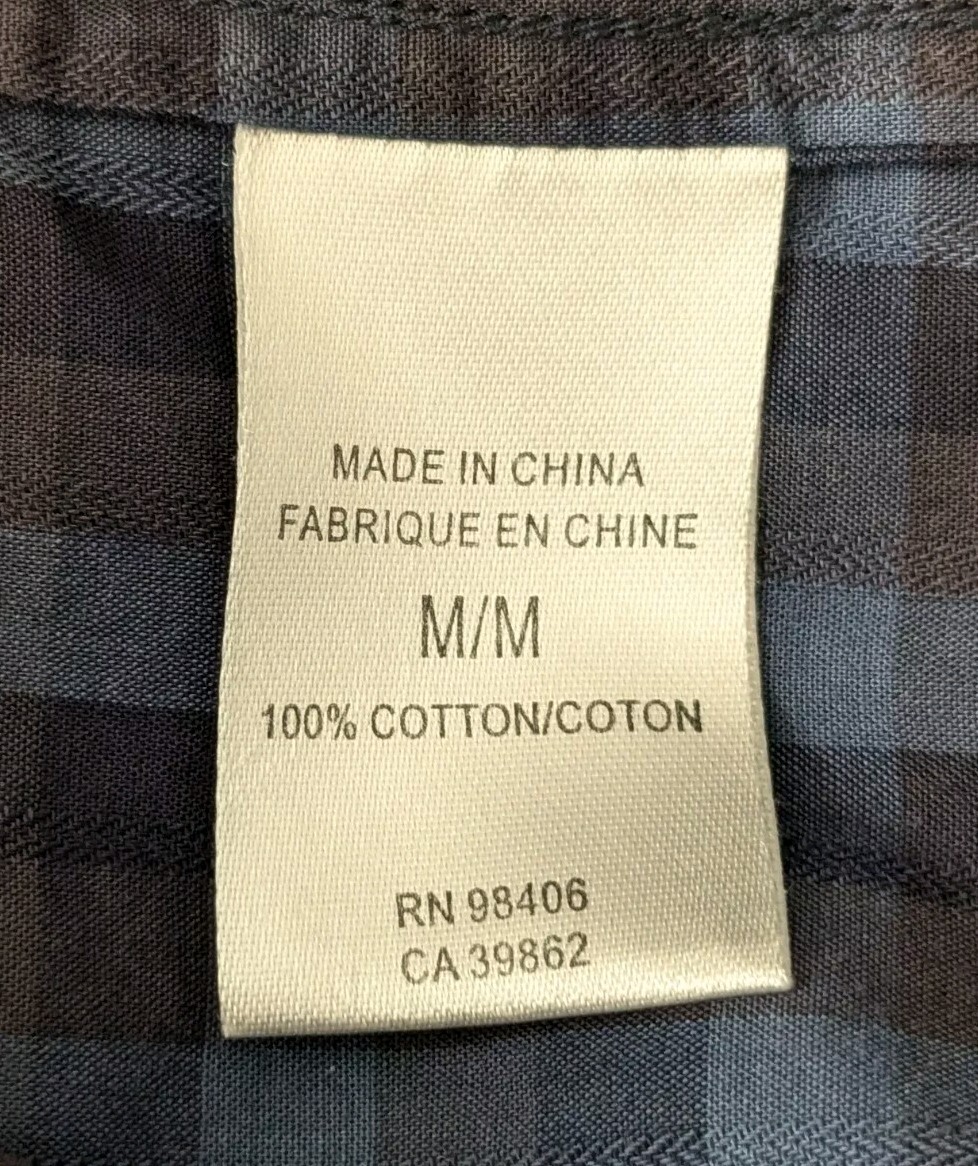 MADE IN CHINA
FABRIQUE EN CHINE
M/M
100% COTTON/COTON
RN 98406
CA 39862